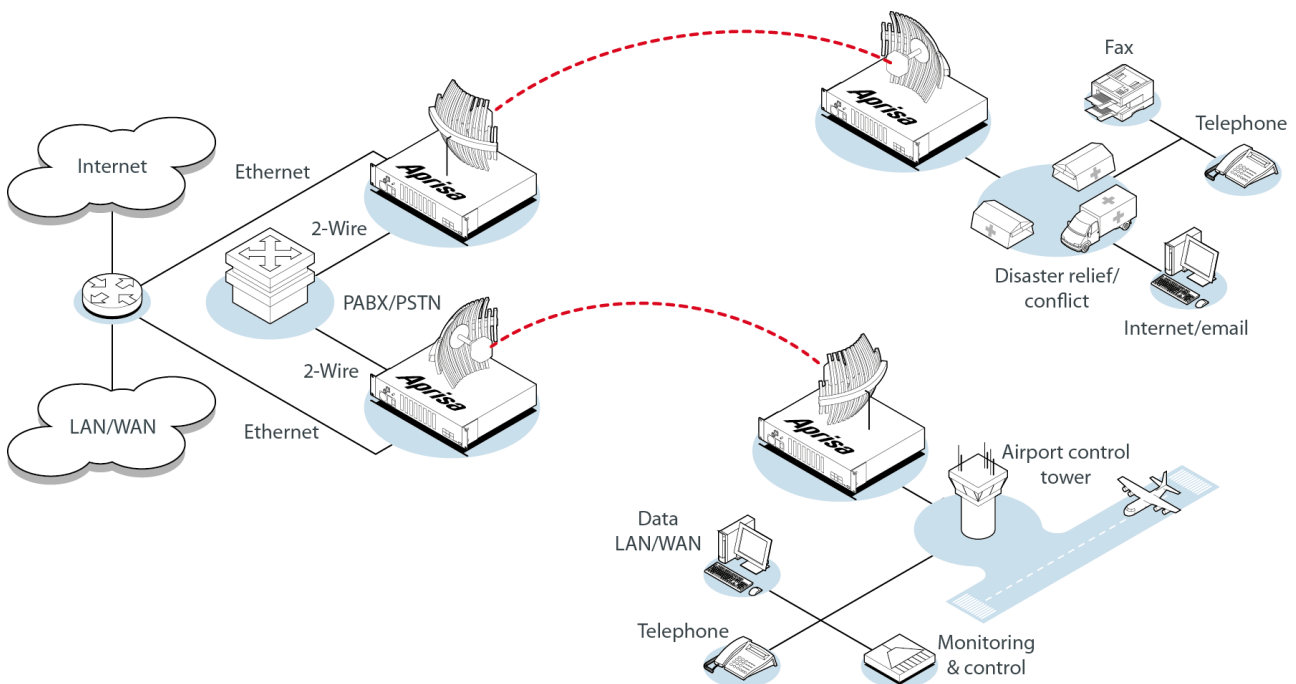 Internet
Ethernet
Aprisa
2-Wire
PABX/PSTN
2-Wire
Aprisa
LAN/WAN
Ethernet
Aprisa
Fax
Telephone
Disaster relief/
conflict
Internet/email
Aprisa
Airport control
tower
Data
LAN/WAN
Telephone
Monitoring
& control